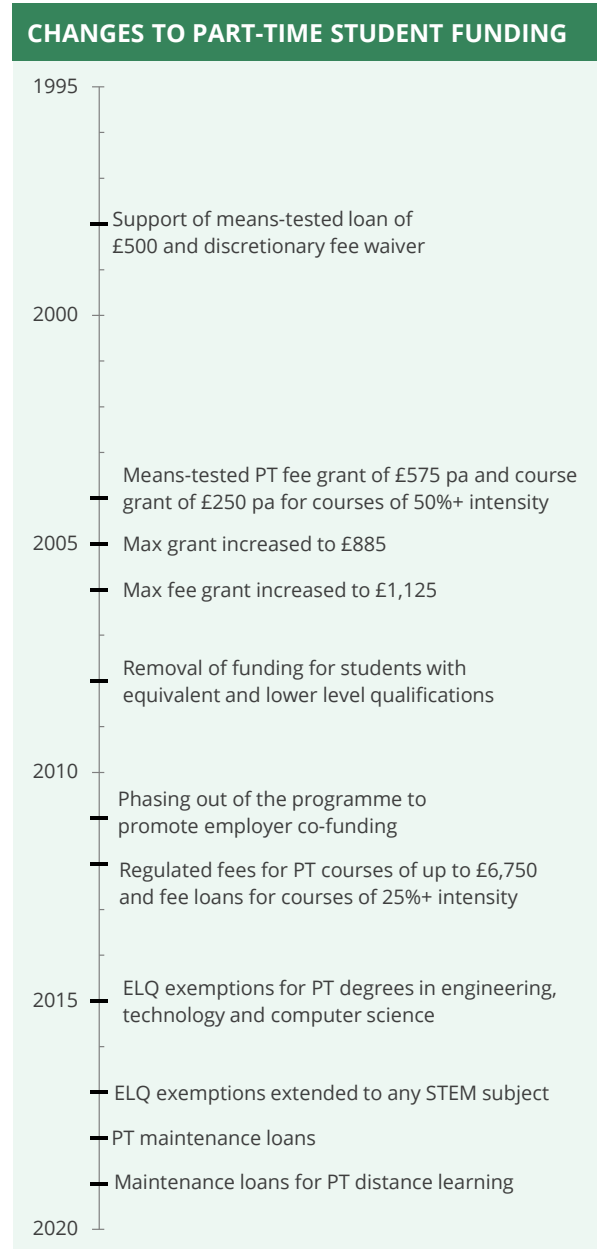 CHANGES TO PART-TIME STUDENT FUNDING
1995
Support of means-tested loan of
£500 and discretionary fee waiver
2000
Means-tested PT fee grant of £575 pa and course
grant of £250 pa for courses of 50%+ intensity
2005
Max grant increased to £885
Max fee grant increased to £1,125
Removal of funding for students with
equivalent and lower level qualifications
2010
Phasing out of the programme to
promote employer co-funding
Regulated fees for PT courses of up to £6,750
and fee loans for courses of 25%+ intensity
2015
ELQ exemptions for PT degrees in engineering,
technology and computer science
ELQ exemptions extended to any STEM subject
PT maintenance loans
Maintenance loans for PT distance learning
2020